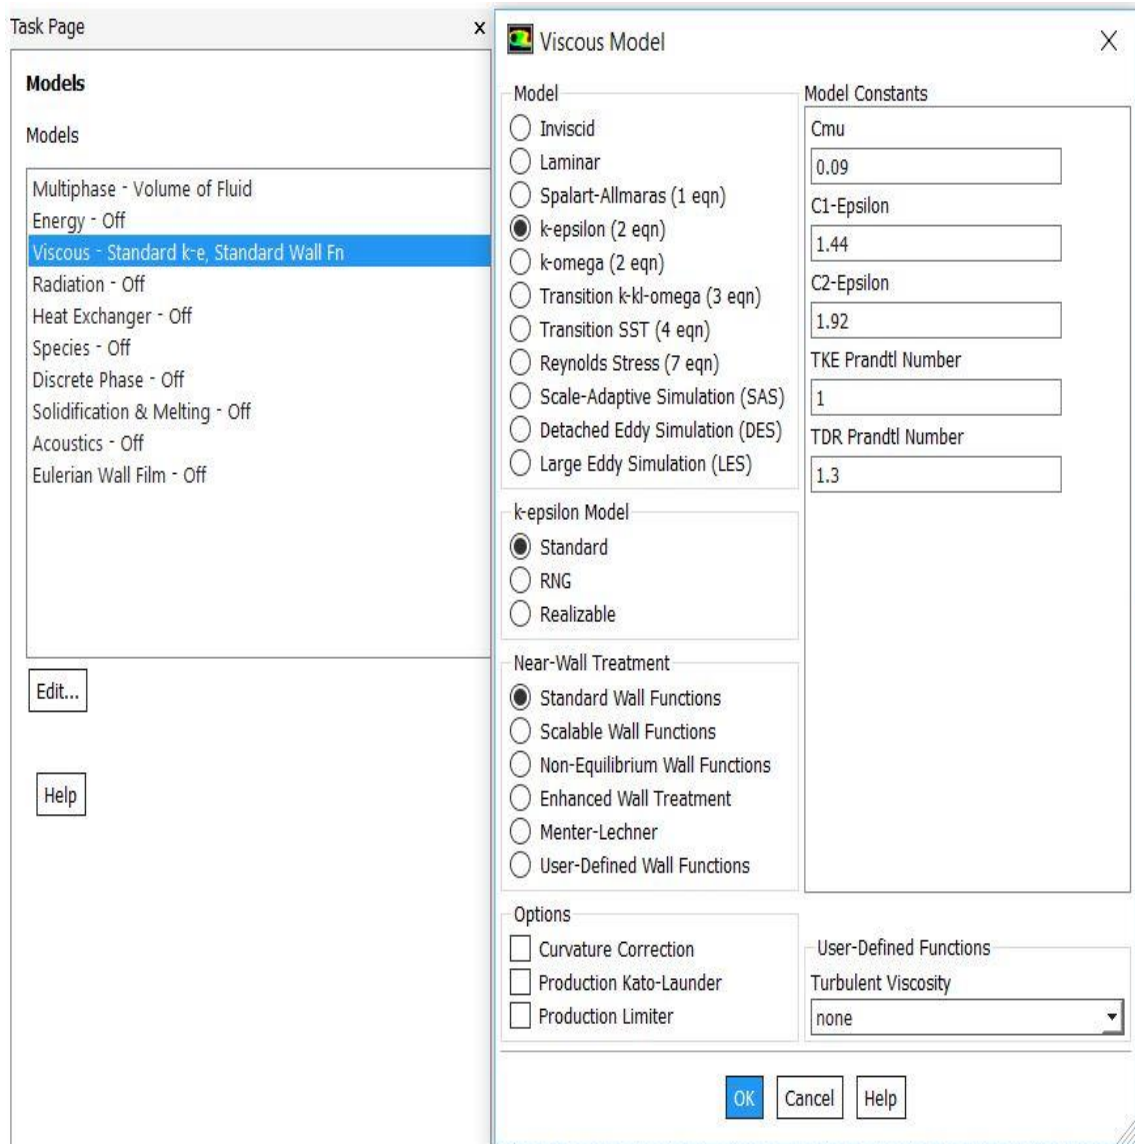 Task Page
x
Models
Models
Multiphase - Volume of Fluid
Energy - Off
Viscous - Standard k-e, Standard Wall Fn
Radiation - Off
Heat Exchanger - Off
Species - Off
Discrete Phase - Off
Solidification & Melting - Off
Acoustics - Off
Eulerian Wall Film - Off
Edit...
Help
Viscous Model
Model
Inviscid
Laminar
Spalart-Allmaras (1 eqn)
k-epsilon (2 eqn)
k-omega (2 eqn)
Transition k-kl-omega (3 eqn)
Transition SST (4 eqn)
Reynolds Stress (7 eqn)
Scale-Adaptive Simulation (SAS)
Detached Eddy Simulation (DES)
Large Eddy Simulation (LES)
k-epsilon Model
Standard
RNG
Realizable
Near-Wall Treatment
Standard Wall Functions
Scalable Wall Functions
Non-Equilibrium Wall Functions
Enhanced Wall Treatment
Menter-Lechner
User-Defined Wall Functions
Options
Curvature Correction
Production Kato-Launder
Production Limiter
Model Constants
Cmu
0.09
C1-Epsilon
1.44
C2-Epsilon
1.92
TKE Prandtl Number
1
TDR Prandtl Number
1.3
User-Defined Functions
Turbulent Viscosity
none
OK
Cancel
Help